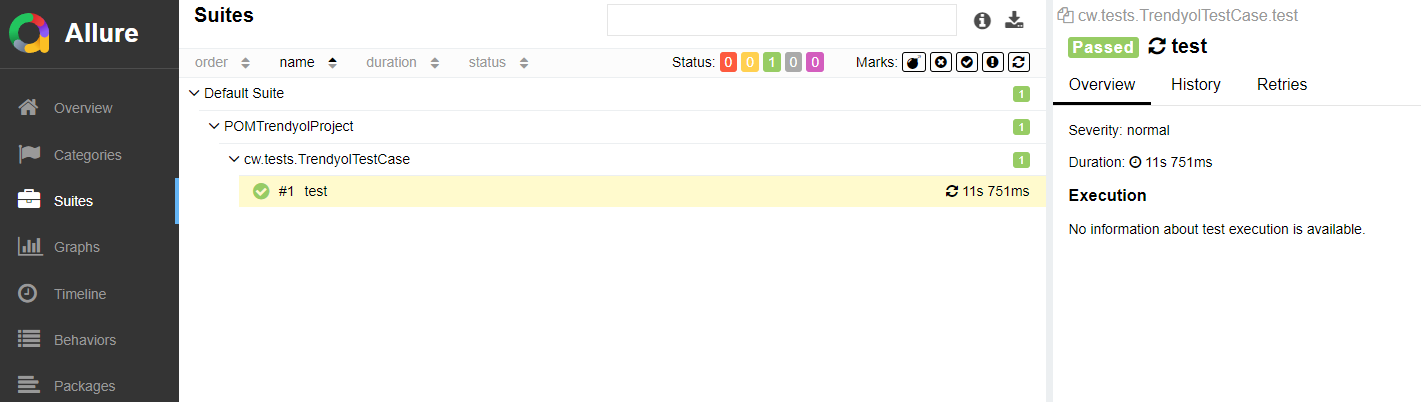 Allure
Overview
Categories
Suites
Graphs
Timeline
Behaviors
Packages
Suites
order name duration status Status: 0 0 1 0 0 Marks:
Default Suite 1
POMTrendyolProject 1
cw.tests.TrendyolTestCase 1
#1 test 11s 751ms
cw.tests.TrendyolTestCase.test
Passed test
Overview History Retries
Severity: normal
Duration: 11s 751ms
Execution
No information about test execution is available.